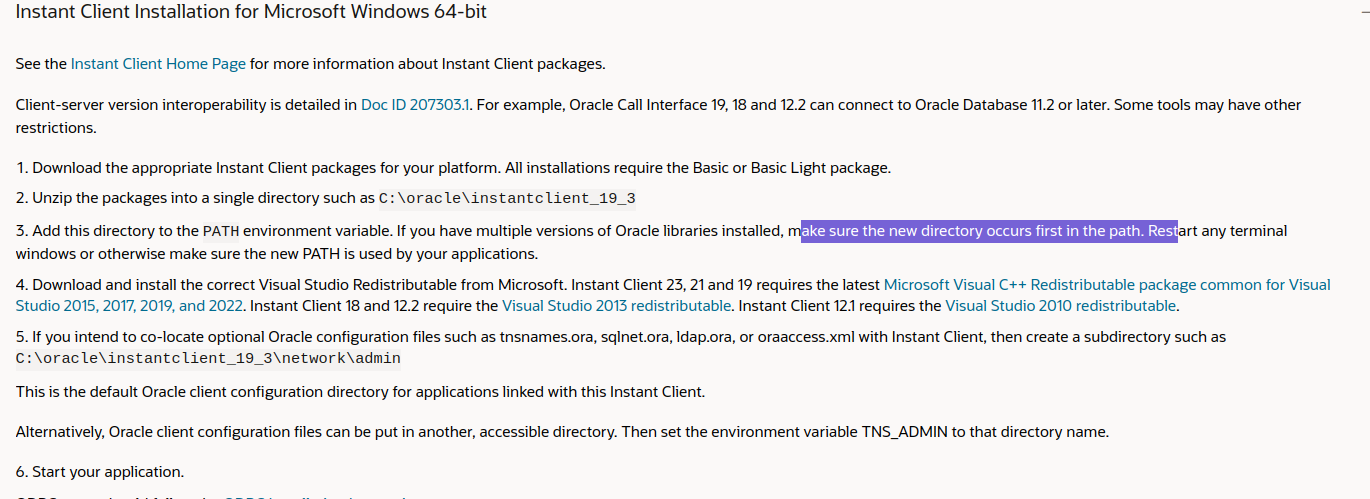 Instant Client Installation for Microsoft Windows 64-bit
See the Instant Client Home Page for more information about Instant Client packages.
Client-server version interoperability is detailed in Doc ID 207303.1. For example, Oracle Call Interface 19, 18 and 12.2 can connect to Oracle Database 11.2 or later. Some tools may have other
restrictions.
1. Download the appropriate Instant Client packages for your platform. All installations require the Basic or Basic Light package.
2. Unzip the packages into a single directory such as C:\oracle\instantclient_19_3
3. Add this directory to the PATH environment variable. If you have multiple versions of Oracle libraries installed, make sure the new directory occurs first in the path. Restart any terminal
windows or otherwise make sure the new PATH is used by your applications.
4. Download and install the correct Visual Studio Redistributable from Microsoft. Instant Client 23, 21 and 19 requires the latest Microsoft Visual C++ Redistributable package common for Visual
Studio 2015, 2017, 2019, and 2022. Instant Client 18 and 12.2 require the Visual Studio 2013 redistributable. Instant Client 12.1 requires the Visual Studio 2010 redistributable.
5. If you intend to co-locate optional Oracle configuration files such as tnsnames.ora, sqlnet.ora, ldap.ora, or oraaccess.xml with Instant Client, then create a subdirectory such as
C:\oracle\instantclient_19_3\network\admin
This is the default Oracle client configuration directory for applications linked with this Instant Client.
Alternatively, Oracle client configuration files can be put in another, accessible directory. Then set the environment variable TNS_ADMIN to that directory name.
6. Start your application.